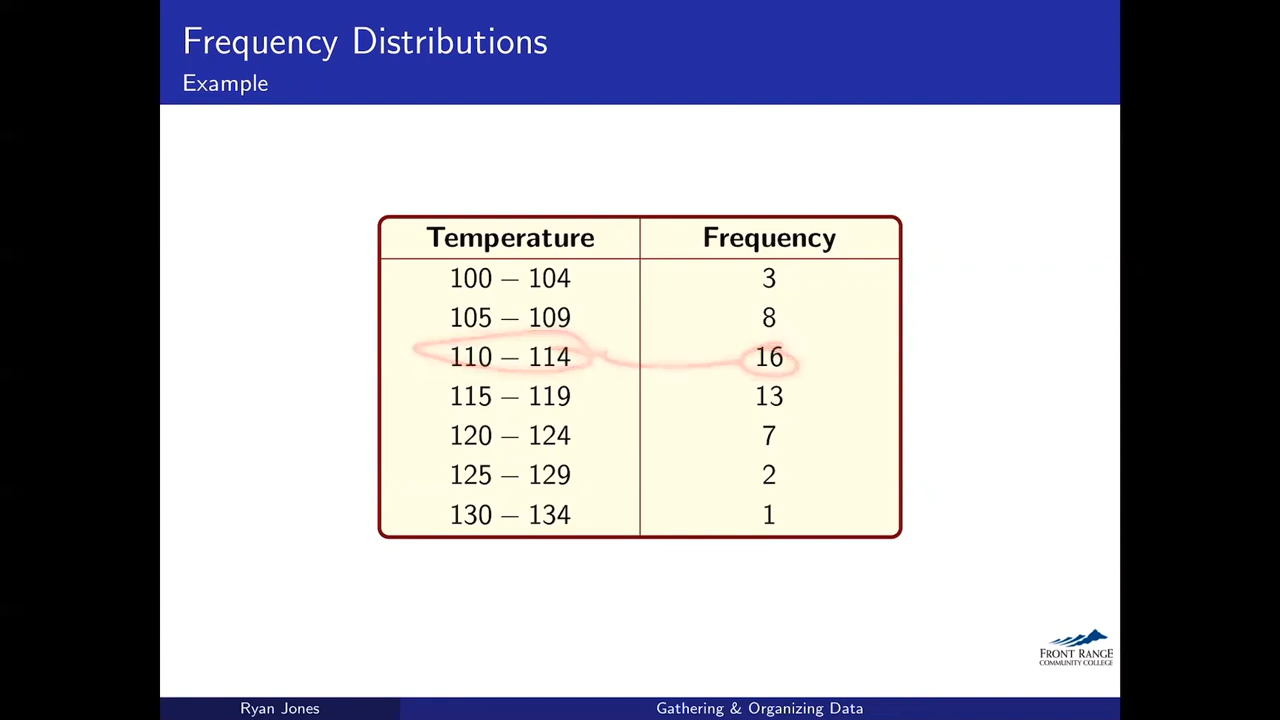 Frequency Distributions
Example
Temperature Frequency
100 – 104 3
105 – 109 8
110 – 114 16
115 – 119 13
120 – 124 7
125 – 129 2
130 – 134 1
FRONT RANGE
COMMUNITY COLLEGE
Ryan Jones Gathering & Organizing Data